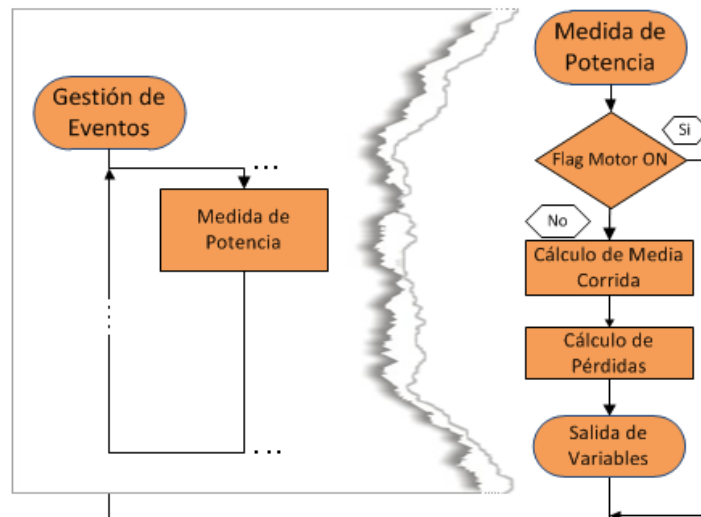 Gestión de
Eventos
...
Medida de
Potencia
...
...
Medida de
Potencia
Si
Flag Motor ON
No
Cálculo de Media
Corrida
Cálculo de
Pérdidas
Salida de
Variables